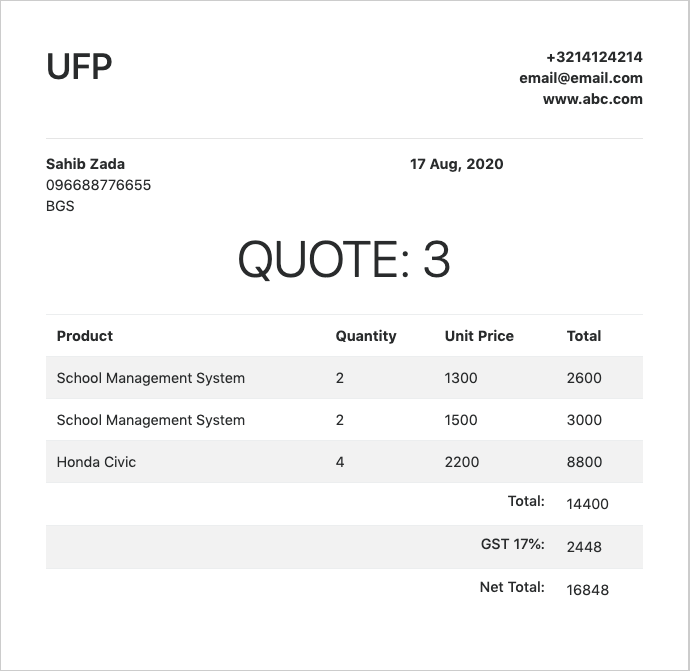 UFP
+3214124214
email@email.com
www.abc.com
Sahib Zada 17 Aug, 2020
096688776655
BGS
QUOTE: 3
Product Quantity Unit Price Total
School Management System 2 1300 2600
School Management System 2 1500 3000
Honda Civic 4 2200 8800
Total: 14400
GST 17%: 2448
Net Total: 16848